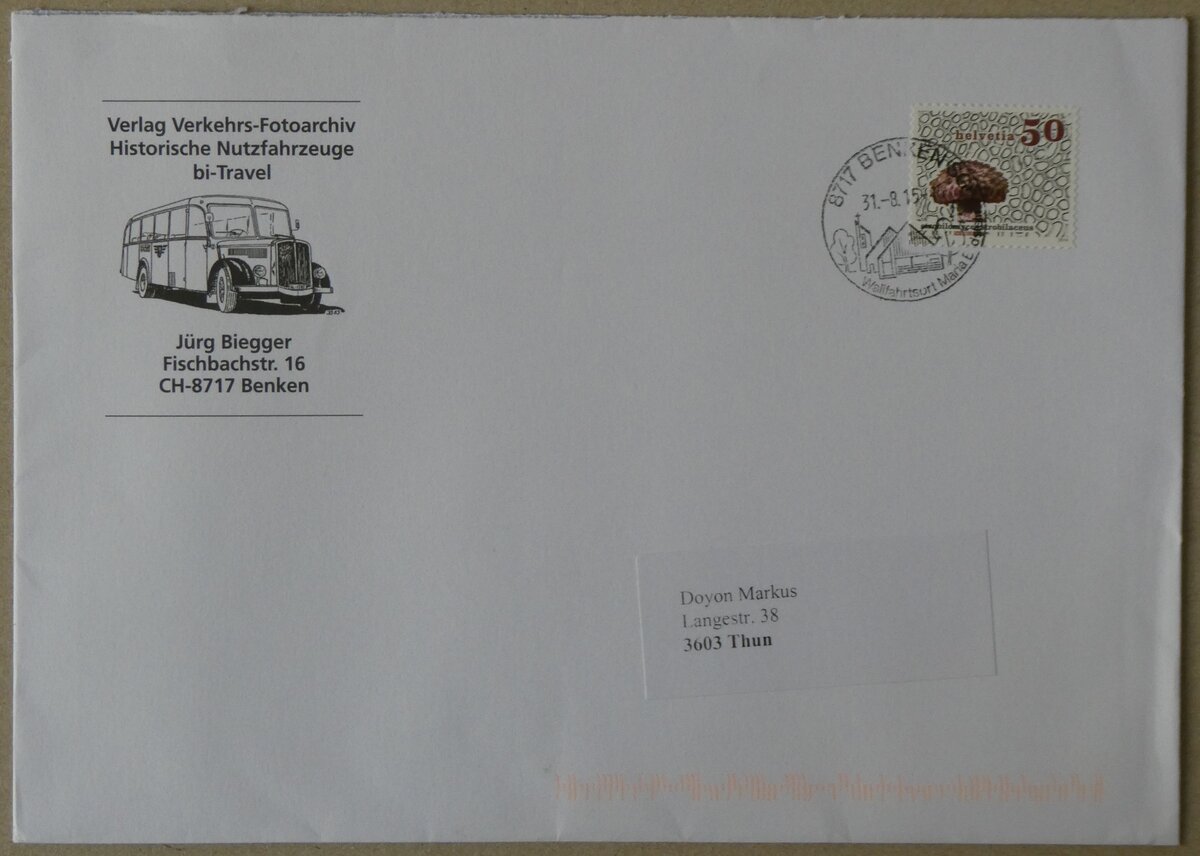 Verlag Verkehrs-Fotoarchiv
Historische Nutzfahrzeuge
bi-Travel
Jürg Biegger
Fischbachstr. 16
CH-8717 Benken
helvetia 50
8717 BENKEN
31.-8.15
Wallfahrtsort Maria
Doyon Markus
Langestr. 38
3603 Thun